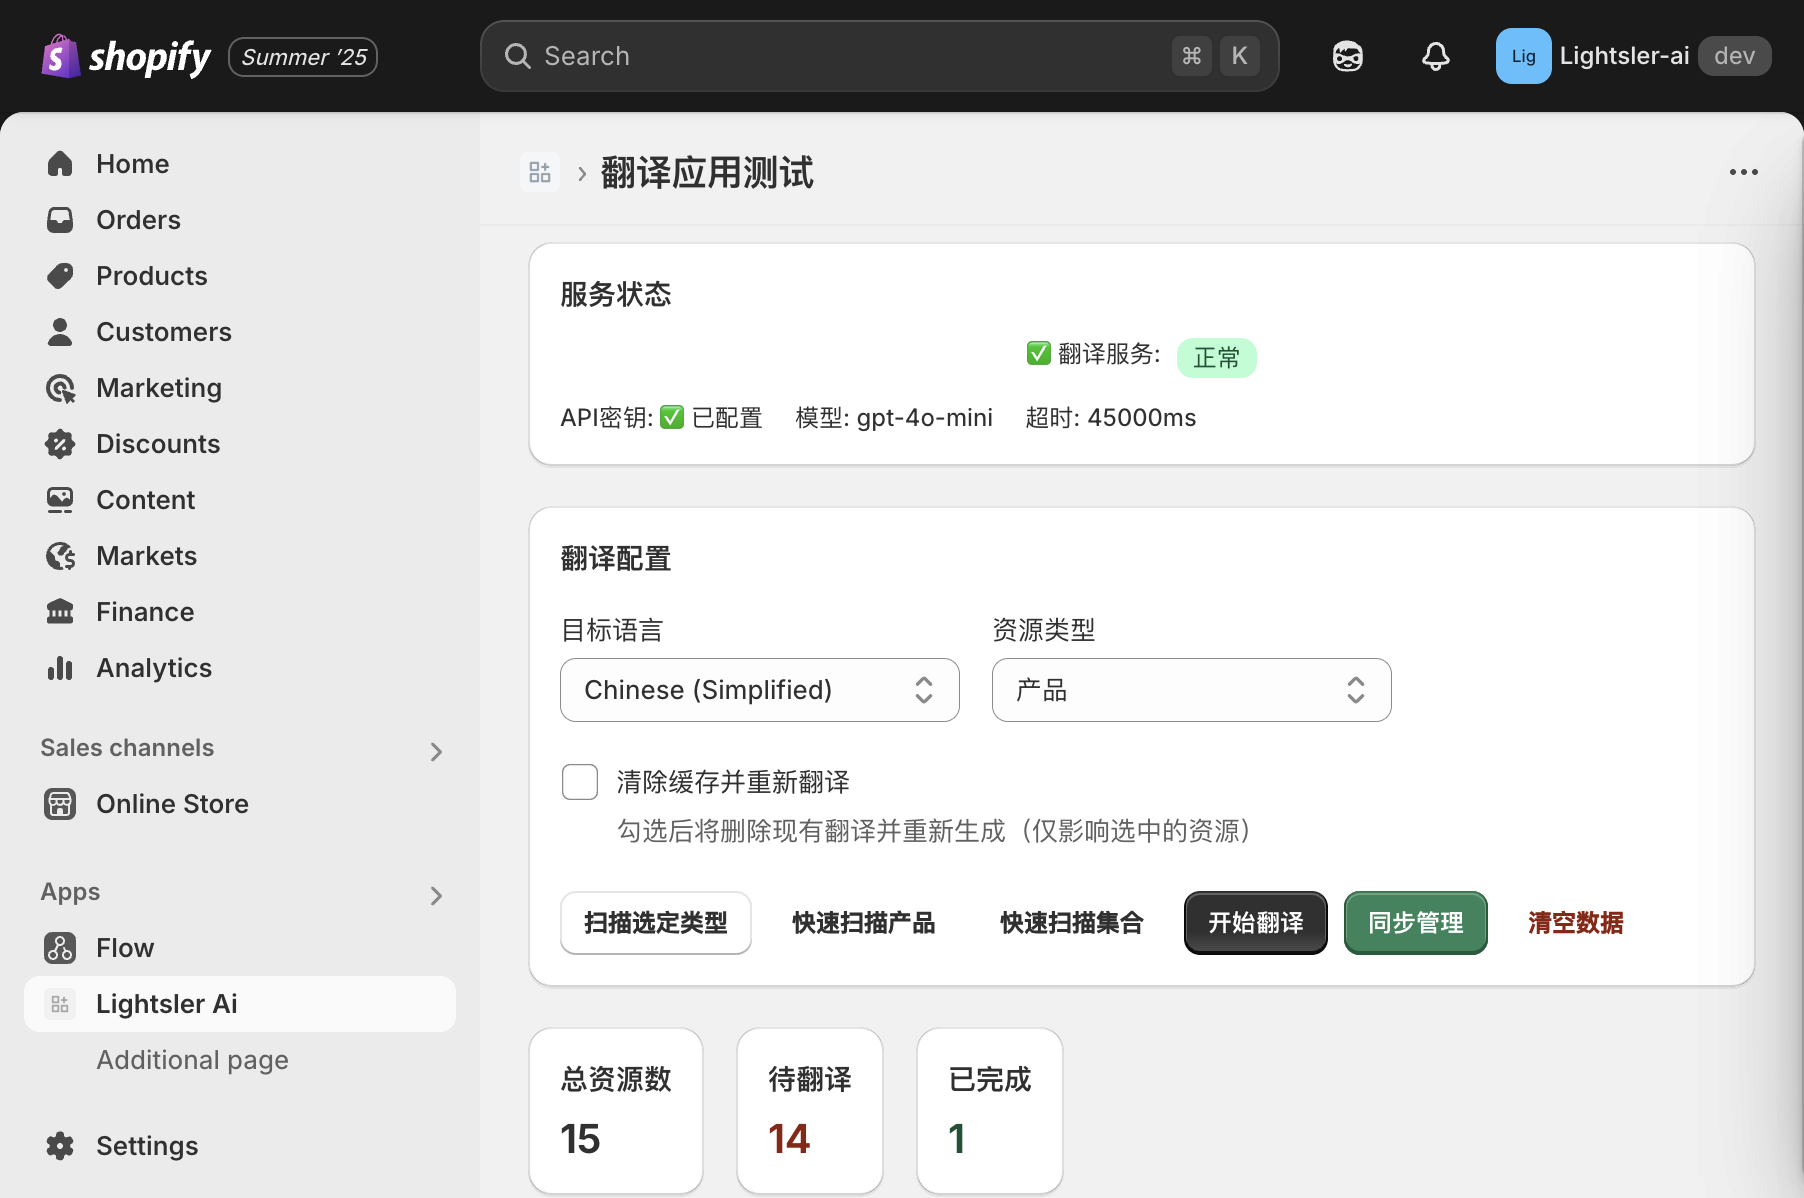 shopify
Summer '25
Search
⌘ K
Lig
Lightsler-ai
dev
Home
Orders
Products
Customers
Marketing
Discounts
Content
Markets
Finance
Analytics
Sales channels
Online Store
Apps
Flow
Lightsler Ai
Additional page
Settings
翻译应用测试
服务状态
✅ 翻译服务: 正常
API密钥: ✅ 已配置 模型: gpt-4o-mini 超时: 45000ms
翻译配置
目标语言 资源类型
Chinese (Simplified) 产品
清除缓存并重新翻译
勾选后将删除现有翻译并重新生成（仅影响选中的资源）
扫描选定类型 快速扫描产品 快速扫描集合 开始翻译 同步管理 清空数据
总资源数 待翻译 已完成
15 14 1